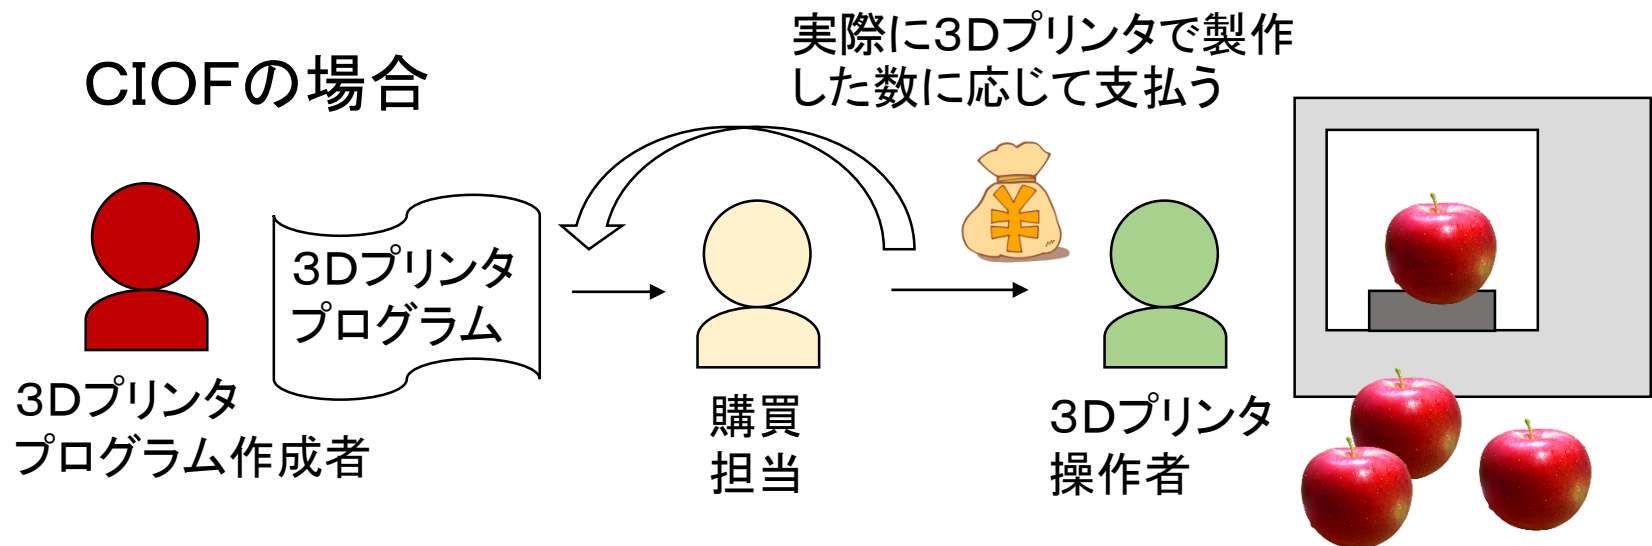 CIOFの場合
実際に3Dプリンタで製作
した数に応じて支払う
3Dプリンタ
プログラム
3Dプリンタ
プログラム作成者
購買
担当
3Dプリンタ
操作者